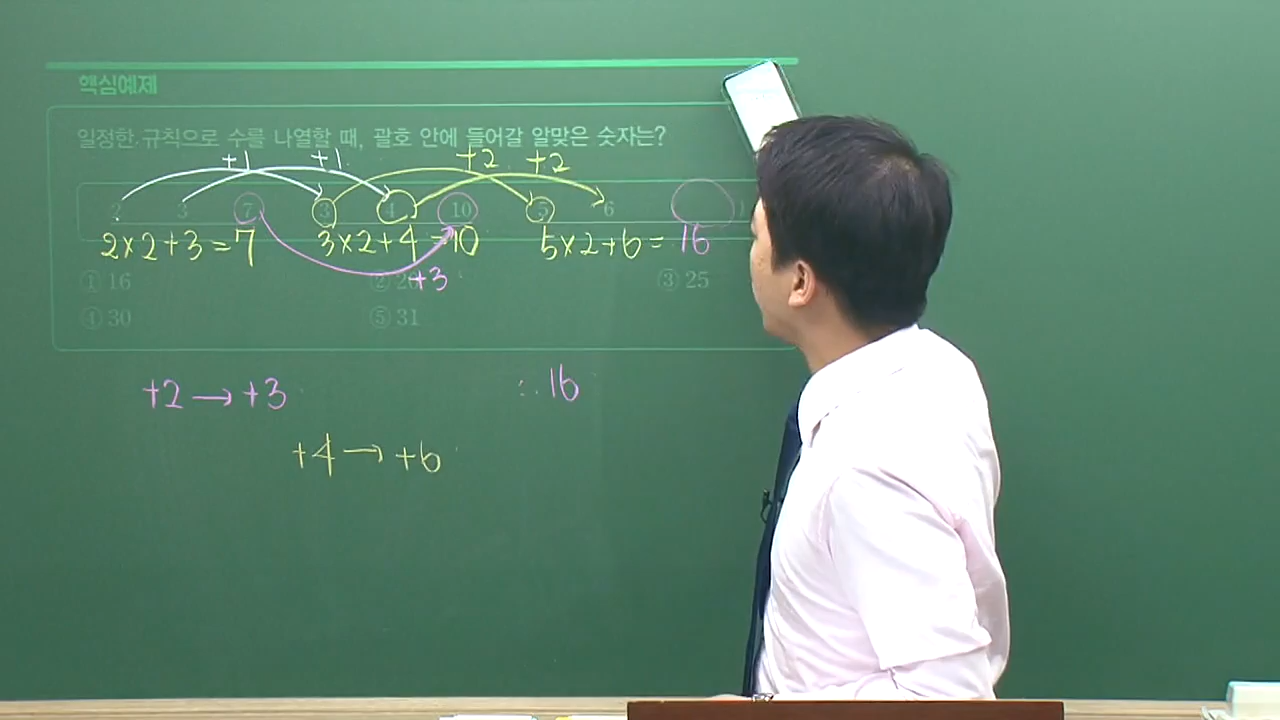 핵심예제
일정한 규칙으로 수를 나열할 때, 괄호 안에 들어갈 알맞은 숫자는?
+1 +1 +2 +2
2 3 7 3 4 10 5 6 )
2×2+3=7 3×2+4=10 5×2+6=16
+3
① 16 ② 20 ③ 25
④ 30 ⑤ 31
+2→+3 ∴16
+4→+6